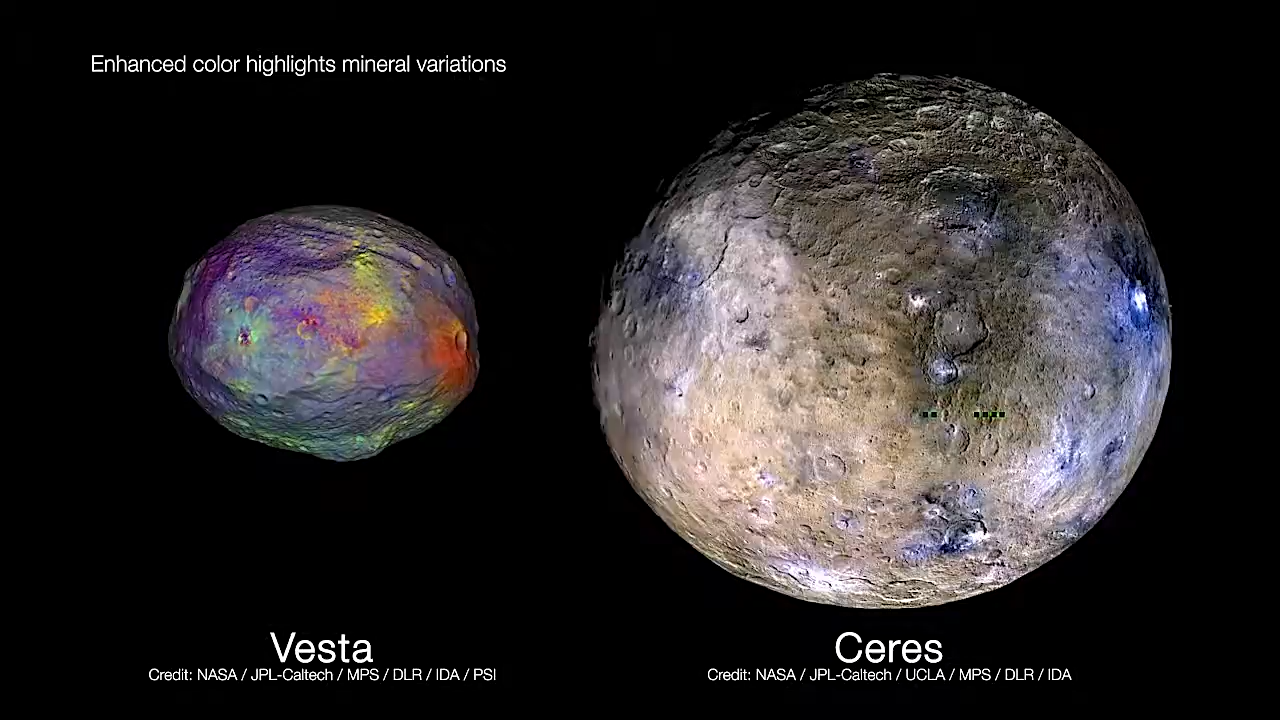 Enhanced color highlights mineral variations
Vesta
Credit: NASA / JPL-Caltech / MPS / DLR / IDA / PSI
Ceres
Credit: NASA / JPL-Caltech / UCLA / MPS / DLR / IDA